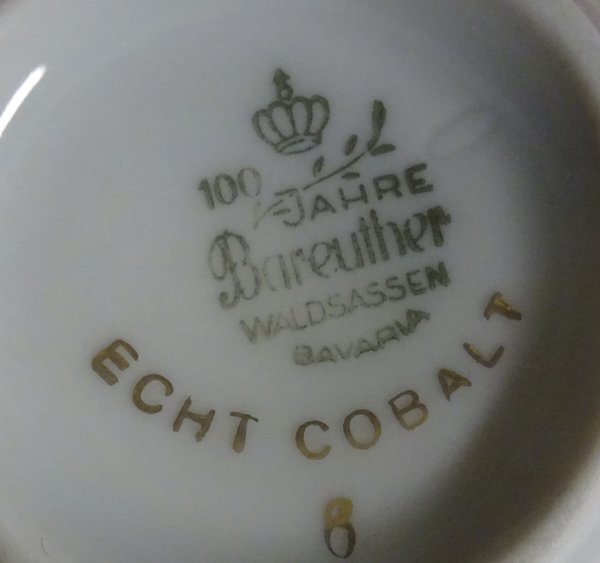 100 JAHRE
Bareuther
WALDSASSEN
BAVARIA
ECHT COBALT
8